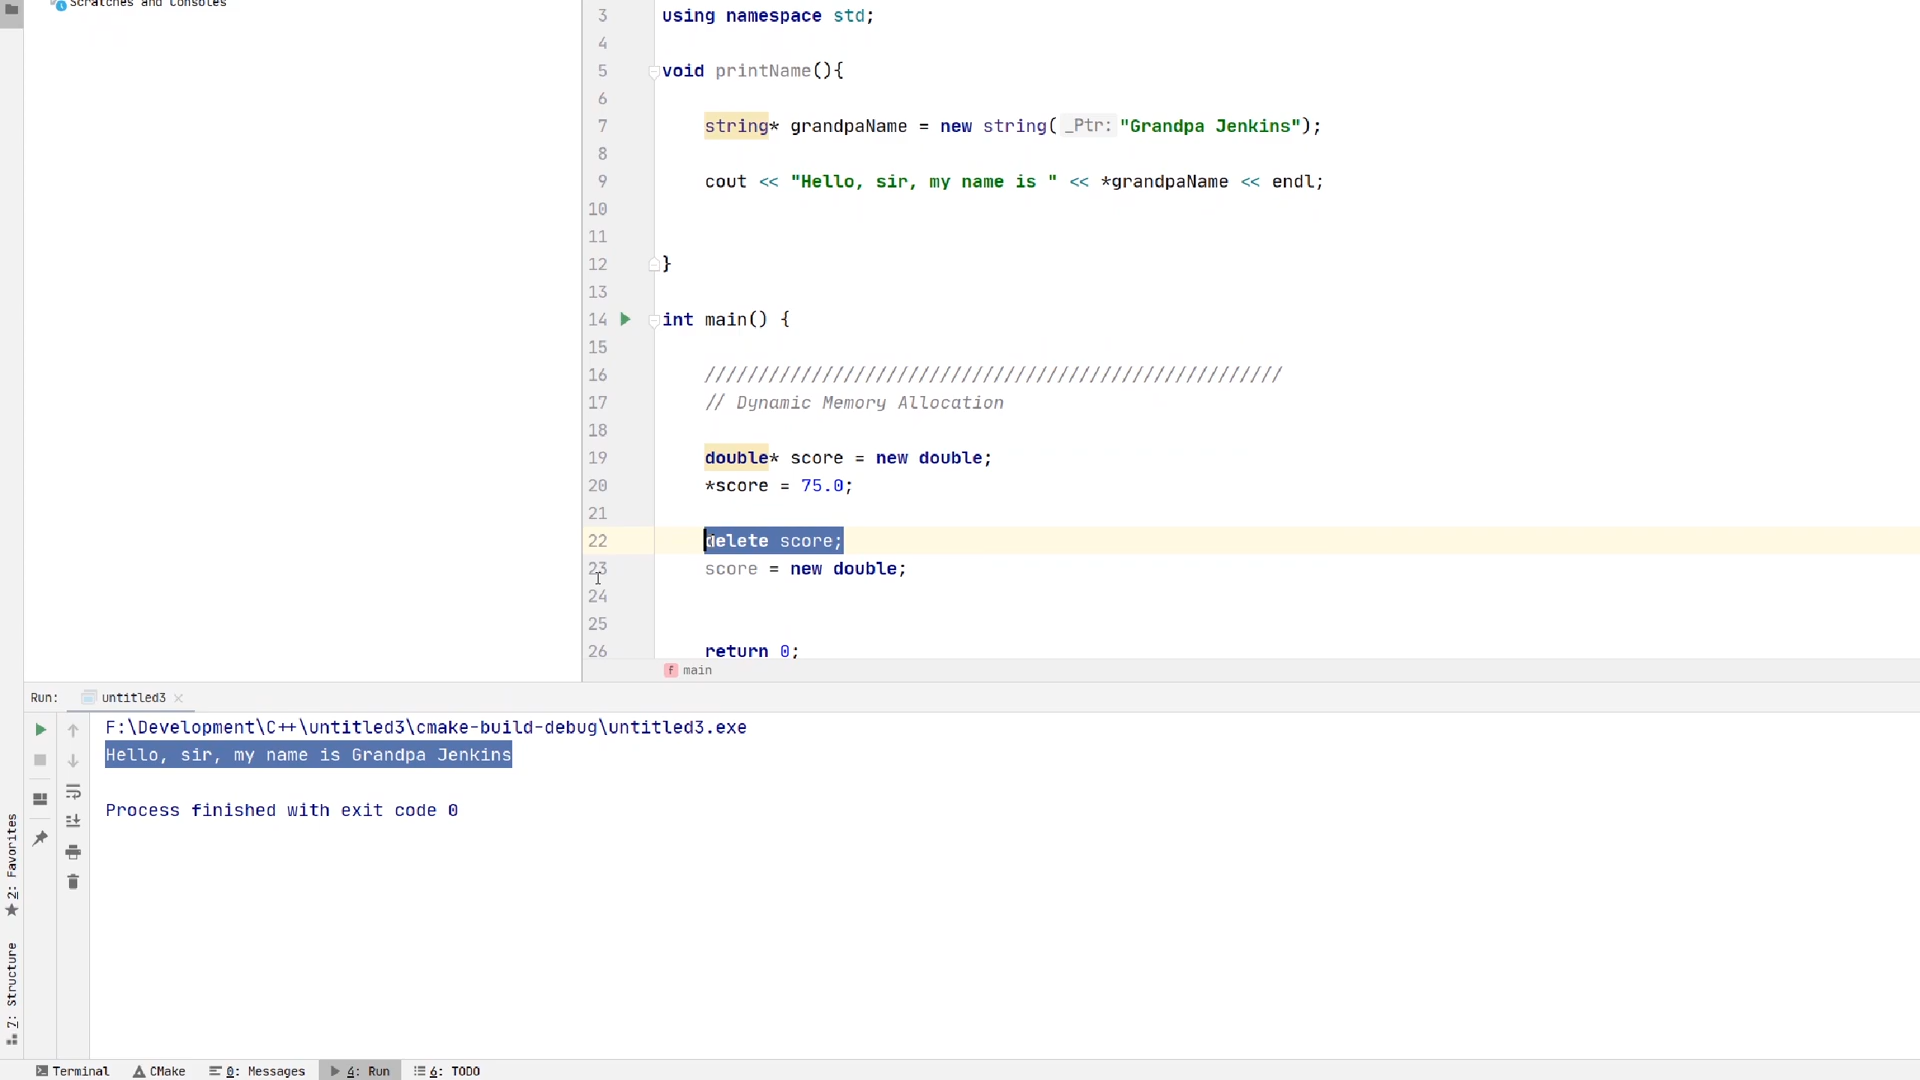 Scratches and Consoles
3 using namespace std;
4
5 void printName(){
6
7 string* grandpaName = new string( _Ptr: "Grandpa Jenkins");
8
9 cout << "Hello, sir, my name is " << *grandpaName << endl;
10
11
12 }
13
14 int main() {
15
16 //////////////////////////////////////////////////////
17 // Dynamic Memory Allocation
18
19 double* score = new double;
20 *score = 75.0;
21
22 delete score;
23 score = new double;
24
25
26 return 0;
f main
Run: untitled3
F:\Development\C++\untitled3\cmake-build-debug\untitled3.exe
Hello, sir, my name is Grandpa Jenkins
Process finished with exit code 0
2: Favorites
7: Structure
Terminal CMake 0: Messages 4: Run 6: TODO